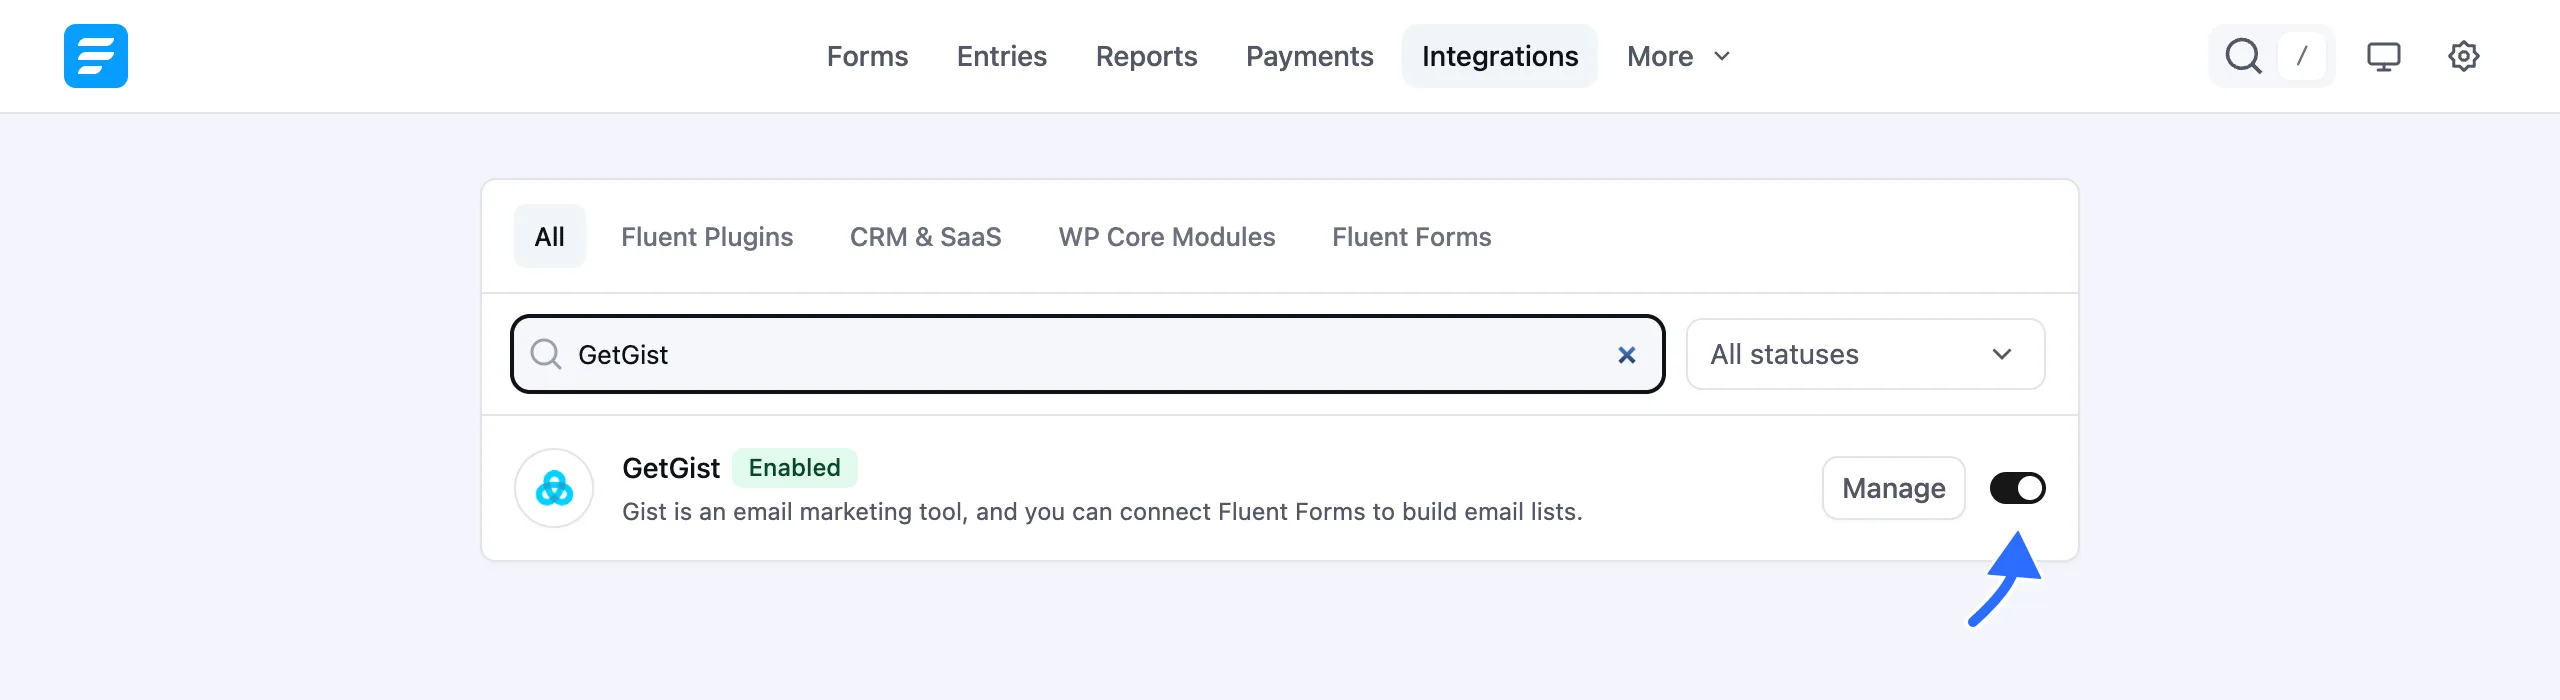 Forms Entries Reports Payments Integrations More /
All Fluent Plugins CRM & SaaS WP Core Modules Fluent Forms
GetGist All statuses
GetGist Enabled
Gist is an email marketing tool, and you can connect Fluent Forms to build email lists.
Manage